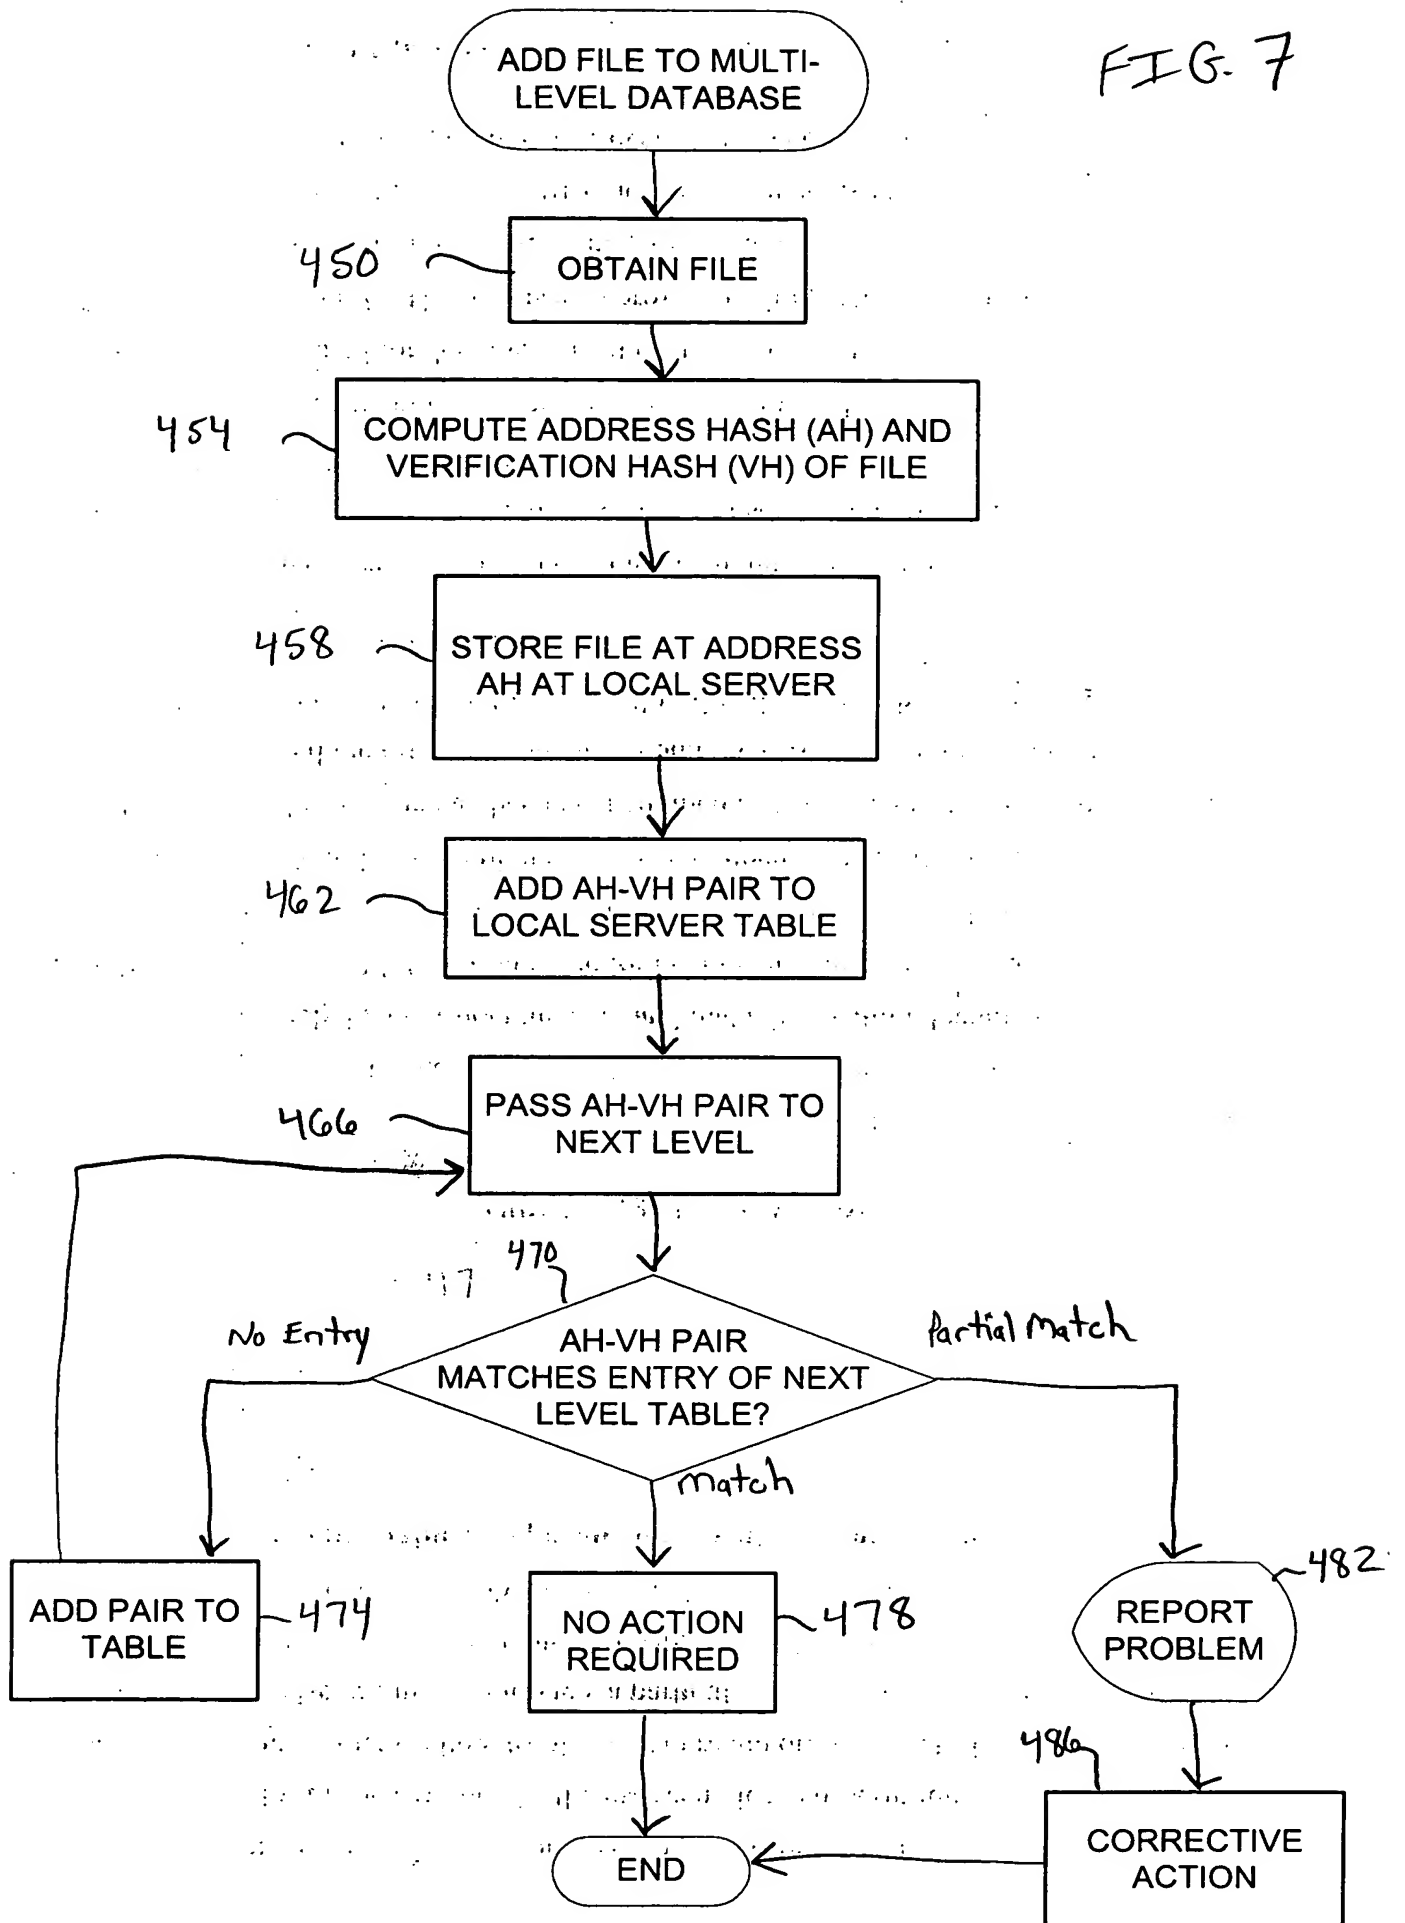 FIG. 7
ADD FILE TO MULTI-
LEVEL DATABASE
450
OBTAIN FILE
454
COMPUTE ADDRESS HASH (AH) AND
VERIFICATION HASH (VH) OF FILE
458
STORE FILE AT ADDRESS
AH AT LOCAL SERVER
462
ADD AH-VH PAIR TO
LOCAL SERVER TABLE
466
PASS AH-VH PAIR TO
NEXT LEVEL
470
No Entry
AH-VH PAIR
MATCHES ENTRY OF NEXT
LEVEL TABLE?
Partial Match
Match
ADD PAIR TO
TABLE
474
NO ACTION
REQUIRED
478
REPORT
PROBLEM
482
486
CORRECTIVE
ACTION
END